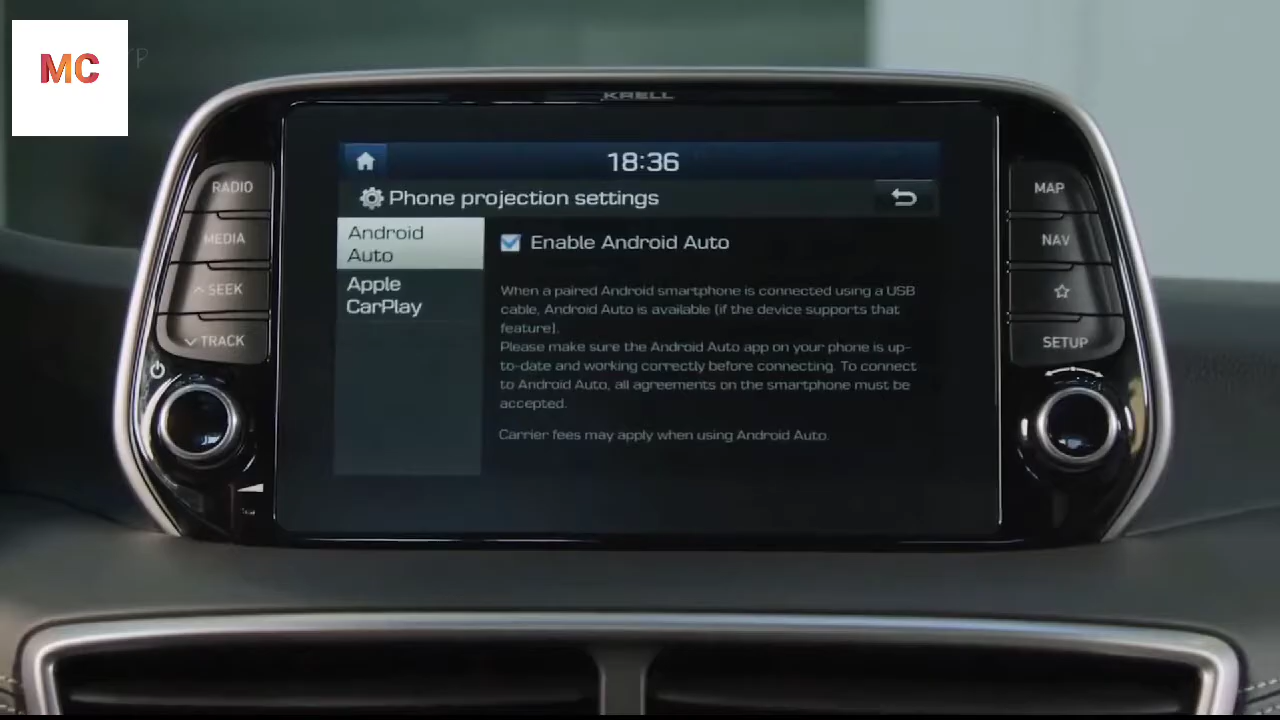 MC
KRELL
18:36
Phone projection settings
RADIO
MEDIA
SEEK
TRACK
MAP
NAV
SETUP
Android
Auto
Apple
CarPlay
Enable Android Auto
When a paired Android smartphone is connected using a USB
cable, Android Auto is available (if the device supports that
feature).
Please make sure the Android Auto app on your phone is up-
to-date and working correctly before connecting. To connect
to Android Auto, all agreements on the smartphone must be
accepted.
Carrier fees may apply when using Android Auto.